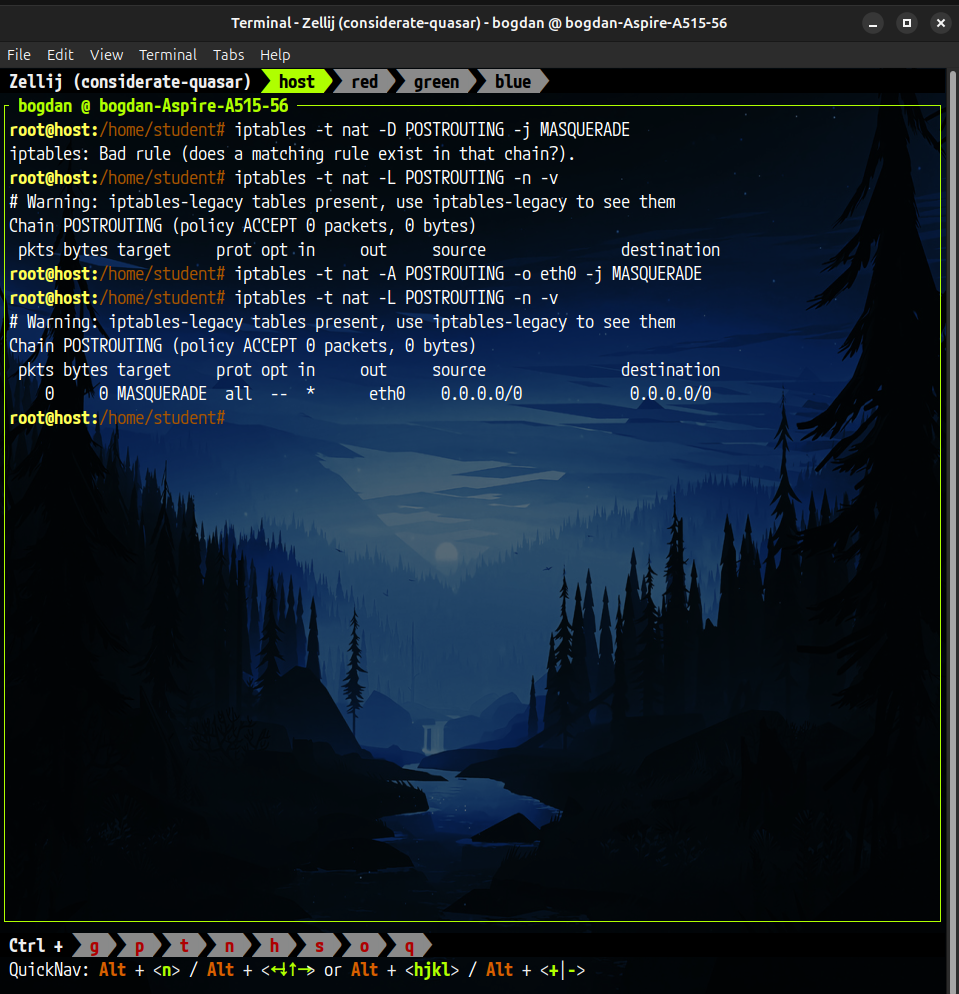 Terminal - Zellij (considerate-quasar) - bogdan @ bogdan-Aspire-A515-56
File Edit View Terminal Tabs Help
Zellij (considerate-quasar) host red green blue
bogdan @ bogdan-Aspire-A515-56
root@host:/home/student# iptables -t nat -D POSTROUTING -j MASQUERADE
iptables: Bad rule (does a matching rule exist in that chain?).
root@host:/home/student# iptables -t nat -L POSTROUTING -n -v
# Warning: iptables-legacy tables present, use iptables-legacy to see them
Chain POSTROUTING (policy ACCEPT 0 packets, 0 bytes)
pkts bytes target prot opt in out source destination
root@host:/home/student# iptables -t nat -A POSTROUTING -o eth0 -j MASQUERADE
root@host:/home/student# iptables -t nat -L POSTROUTING -n -v
# Warning: iptables-legacy tables present, use iptables-legacy to see them
Chain POSTROUTING (policy ACCEPT 0 packets, 0 bytes)
pkts bytes target prot opt in out source destination
0 0 MASQUERADE all -- * eth0 0.0.0.0/0 0.0.0.0/0
root@host:/home/student#
Ctrl + g p t n h s o q
QuickNav: Alt + <n> / Alt + <←↓↑→> or Alt + <hjkl> / Alt + <+|->